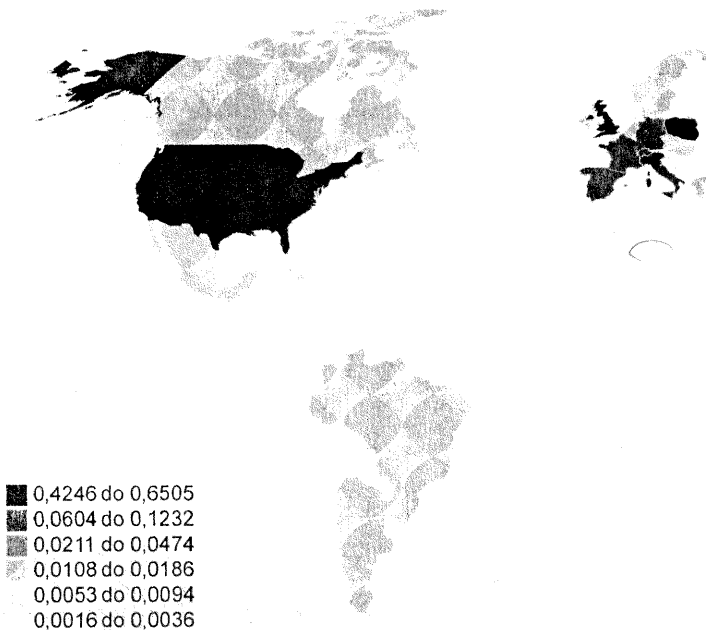 0,4246 do 0,6505
0,0604 do 0,1232
0,0211 do 0,0474
0,0108 do 0,0186
0,0053 do 0,0094
0,0016 do 0,0036